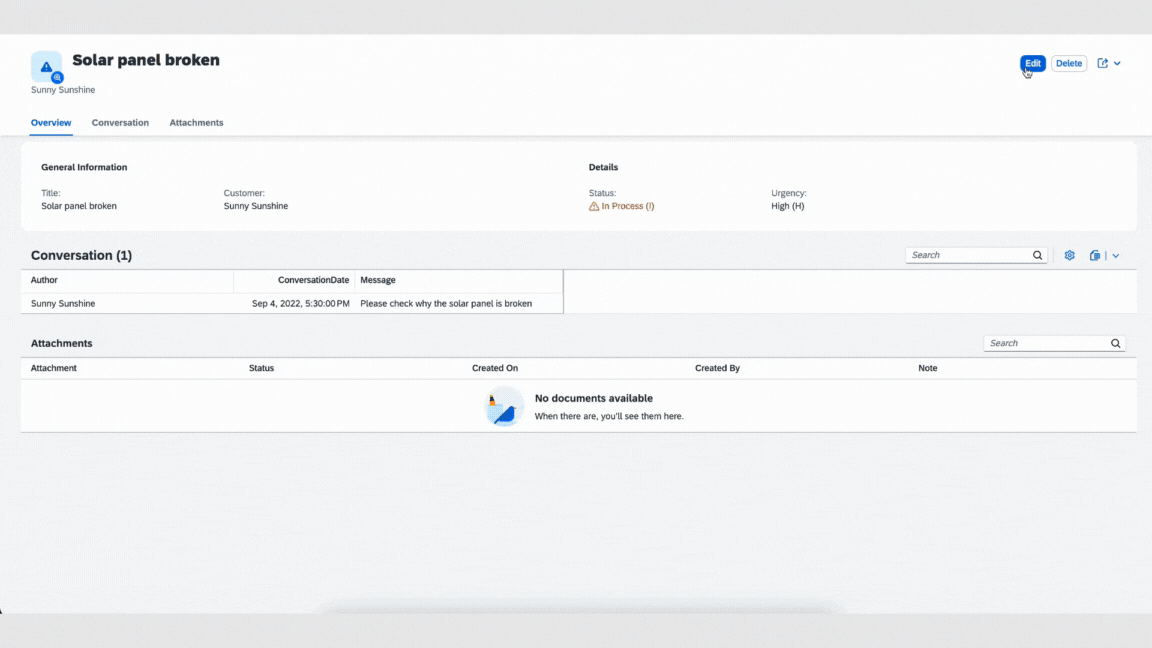 Solar panel broken
Edit Delete
Sunny Sunshine
Overview Conversation Attachments
General Information Details
Title: Customer: Status: Urgency:
Solar panel broken Sunny Sunshine In Process (I) High (H)
Conversation (1) Search
Author ConversationDate Message
Sunny Sunshine Sep 4, 2022, 5:30:00 PM Please check why the solar panel is broken
Attachments Search
Attachment Status Created On Created By Note
No documents available
When there are, you'll see them here.